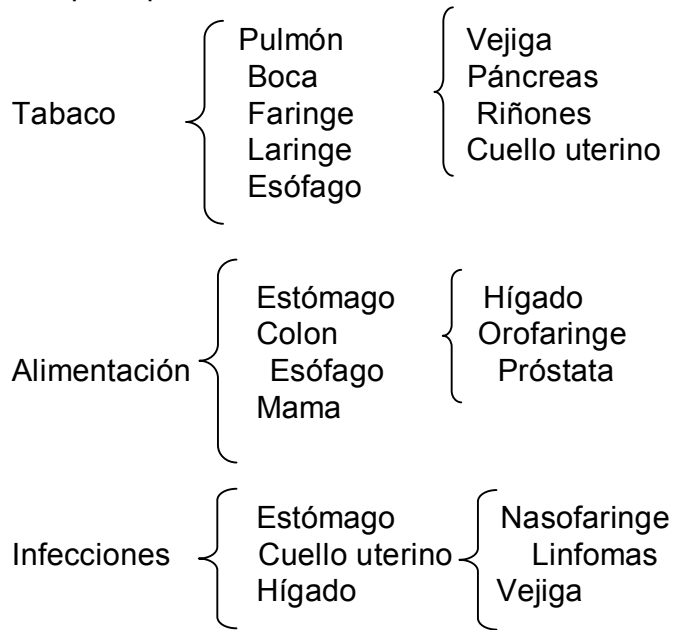 Pulmón Vejiga
Boca Páncreas
Tabaco Faringe Riñones
Laringe Cuello uterino
Esófago
Estómago Hígado
Colon Orofaringe
Alimentación Esófago Próstata
Mama
Estómago Nasofaringe
Infecciones Cuello uterino Linfomas
Hígado Vejiga